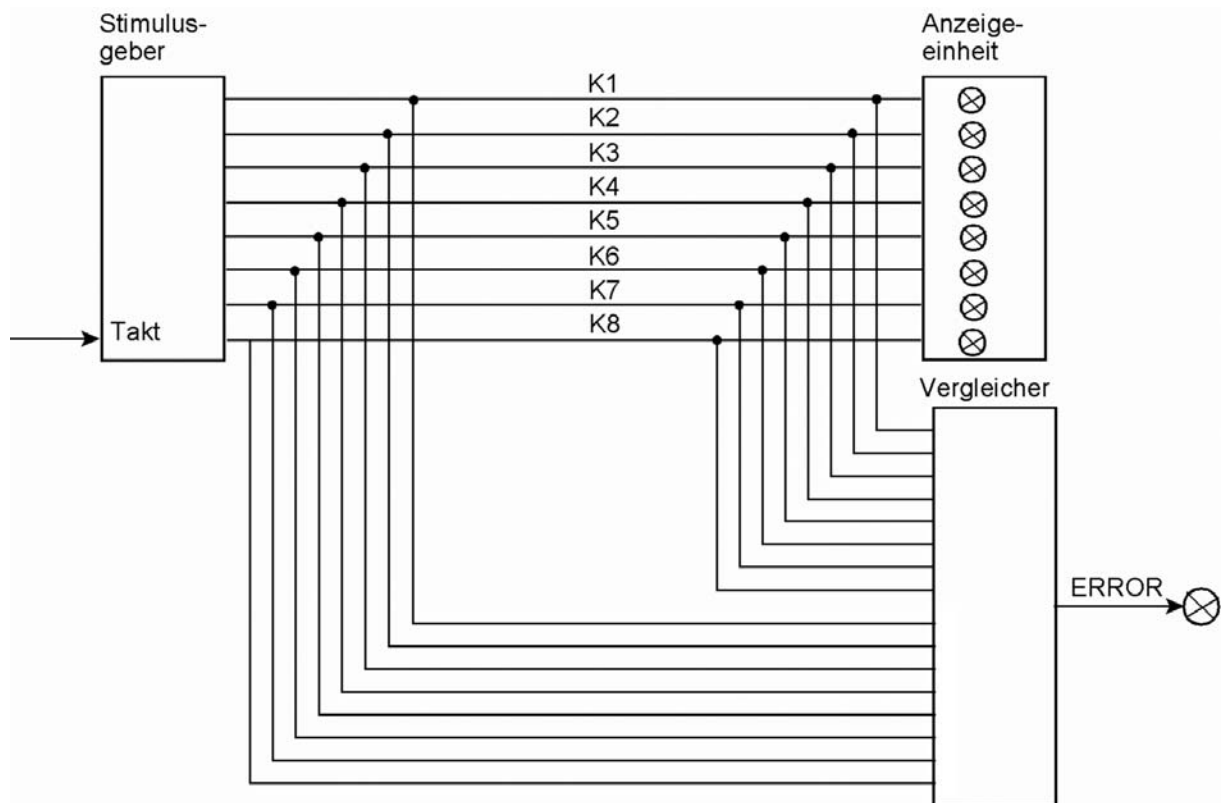 Stimulus-
geber
Anzeige-
einheit
K1
K2
K3
K4
K5
K6
K7
K8
Takt
Vergleicher
ERROR